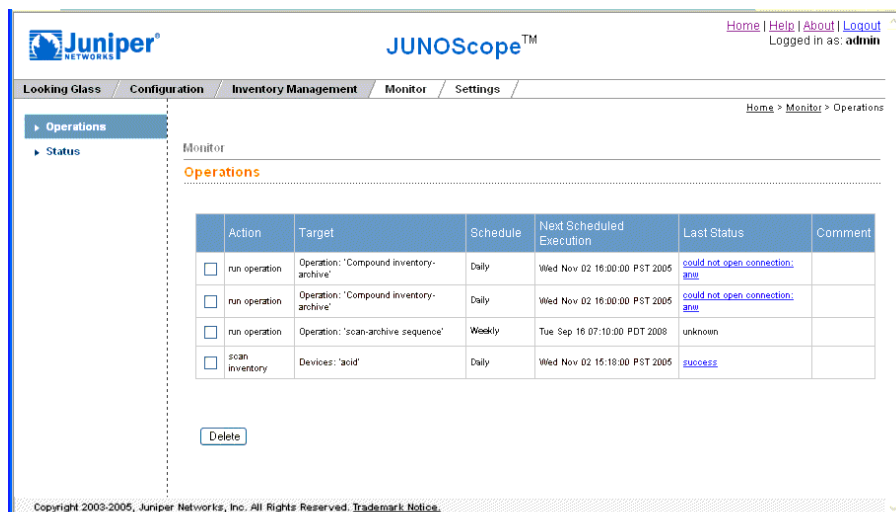 Juniper®
NETWORKS
JUNOScope™
Home | Help | About | Logout
Logged in as: admin
Looking Glass / Configuration / Inventory Management / Monitor / Settings /
Home > Monitor > Operations
Operations
Status
Monitor
Operations
Action Target Schedule Next Scheduled Execution Last Status Comment
run operation Operation: 'Compound inventory-archive' Daily Wed Nov 02 16:00:00 PST 2005 could not open connection: anw
run operation Operation: 'Compound inventory-archive' Daily Wed Nov 02 16:00:00 PST 2005 could not open connection: anw
run operation Operation: 'scan-archive sequence' Weekly Tue Sep 16 07:10:00 PDT 2008 unknown
scan inventory Devices: 'acid' Daily Wed Nov 02 15:18:00 PST 2005 success
Delete
Copyright 2003-2005, Juniper Networks, Inc. All Rights Reserved. Trademark Notice.